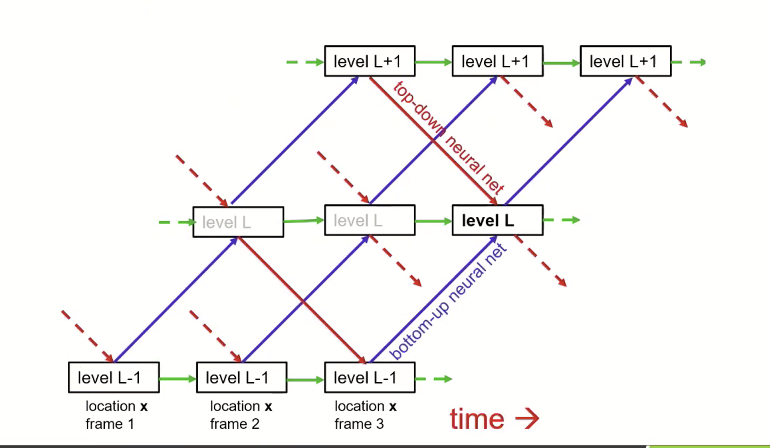 level L+1
level L+1
level L+1
top-down neural net
level L
level L
level L
bottom-up neural net
level L-1
level L-1
level L-1
location x
frame 1
location x
frame 2
location x
frame 3
time →